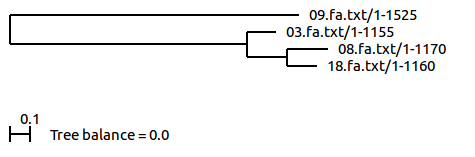 09.fa.txt/1-1525
03.fa.txt/1-1155
08.fa.txt/1-1170
18.fa.txt/1-1160
0.1
Tree balance = 0.0